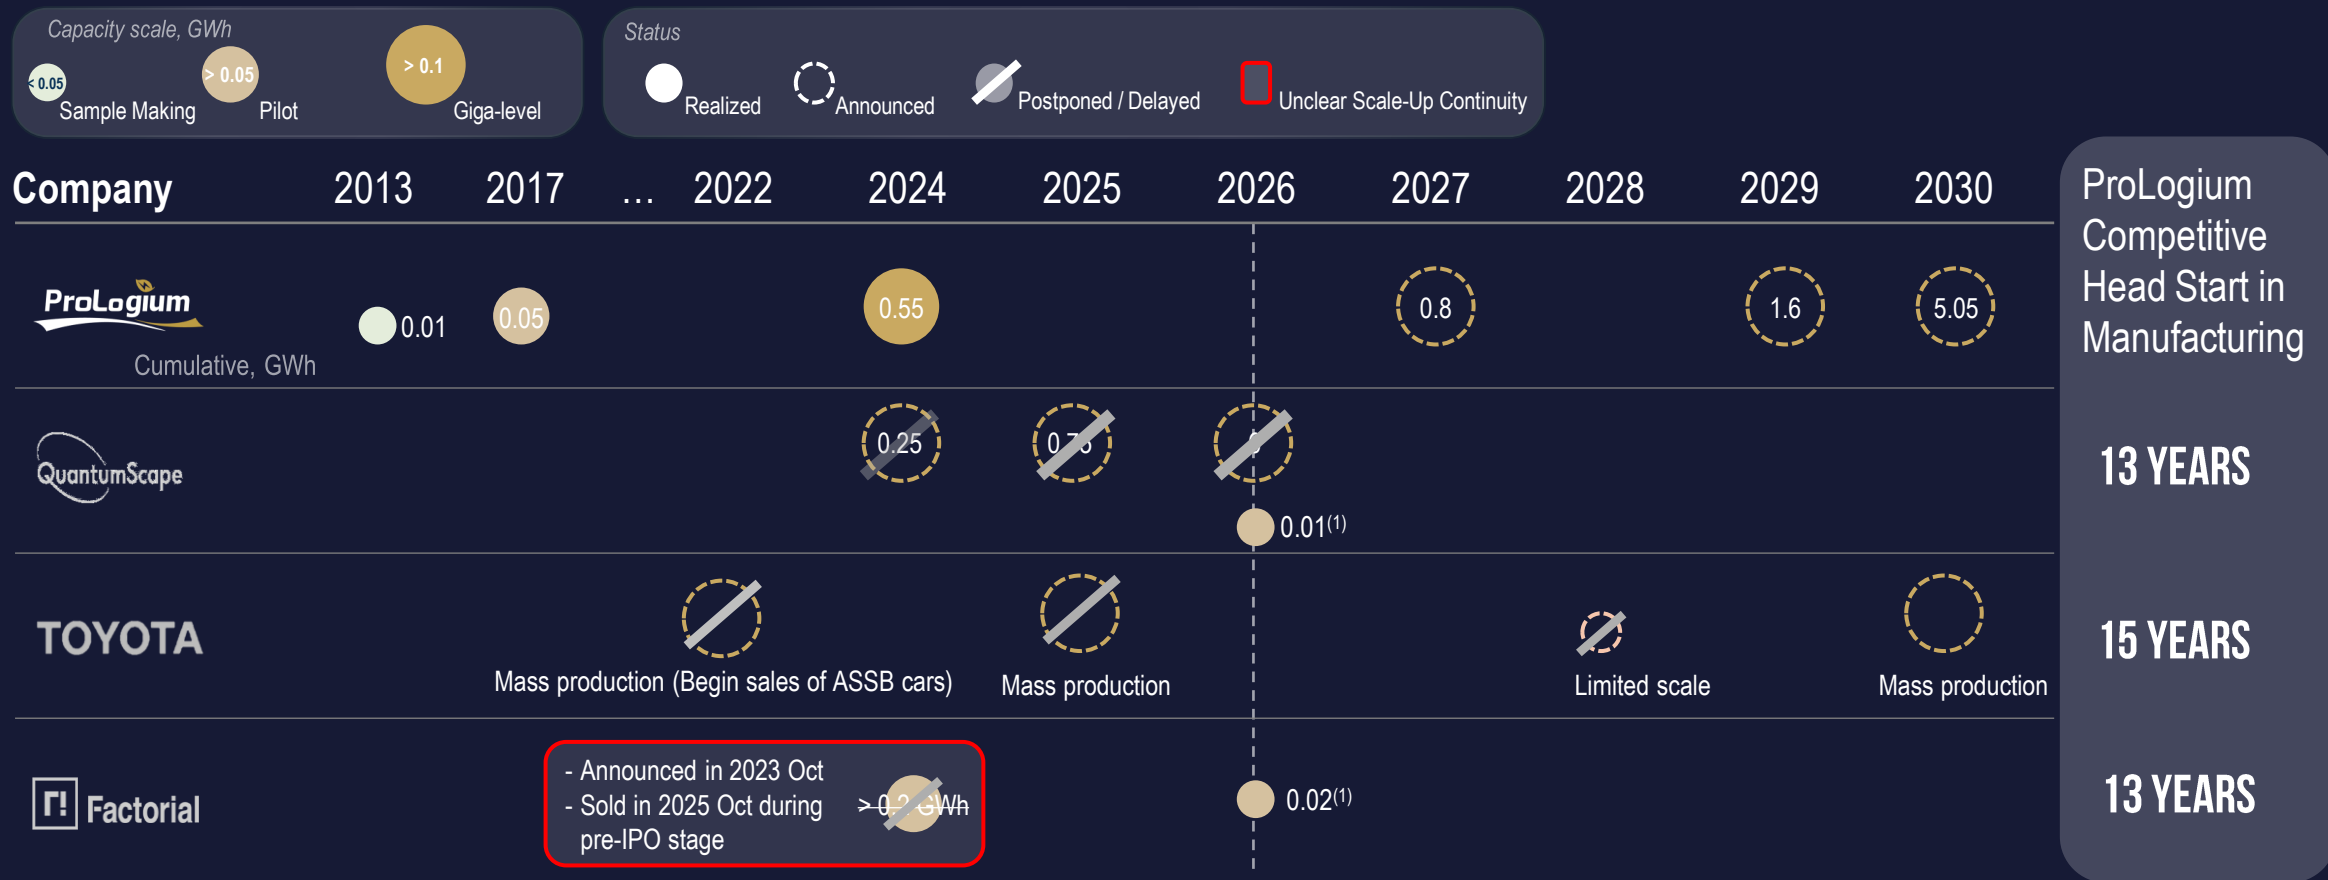 Capacity scale, GWh
< 0.05
> 0.05
> 0.1
Sample Making
Pilot
Giga-level
Status
Realized
Announced
Postponed / Delayed
Unclear Scale-Up Continuity
Company 2013 2017 ... 2022 2024 2025 2026 2027 2028 2029 2030
ProLogium
Competitive
Head Start in
Manufacturing
ProLogium
0.01
0.05
0.55
0.8
1.6
5.05
Cumulative, GWh
QuantumScape
0.25
0.01(1)
13 YEARS
TOYOTA
Mass production (Begin sales of ASSB cars)
Mass production
Limited scale
Mass production
15 YEARS
Factorial
- Announced in 2023 Oct
- Sold in 2025 Oct during
pre-IPO stage
GWh
0.02(1)
13 YEARS